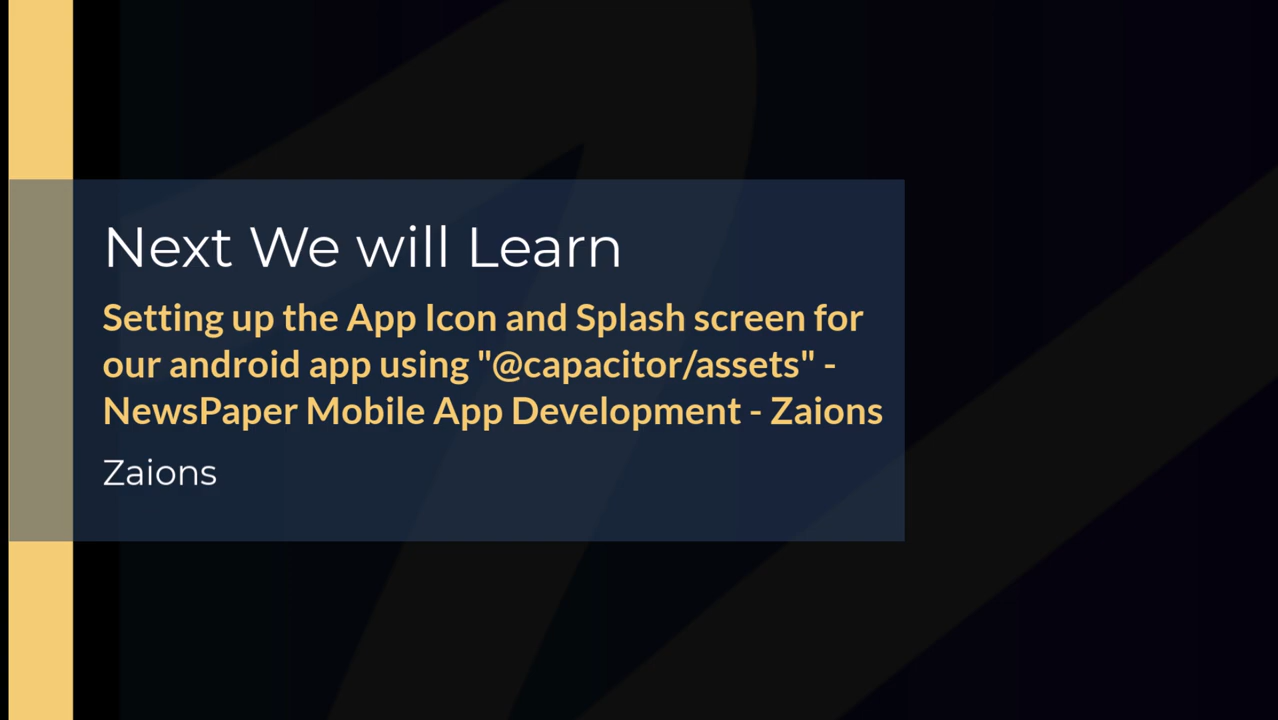 Next We will Learn
Setting up the App Icon and Splash screen for
our android app using "@capacitor/assets" -
NewsPaper Mobile App Development - Zaions
Zaions